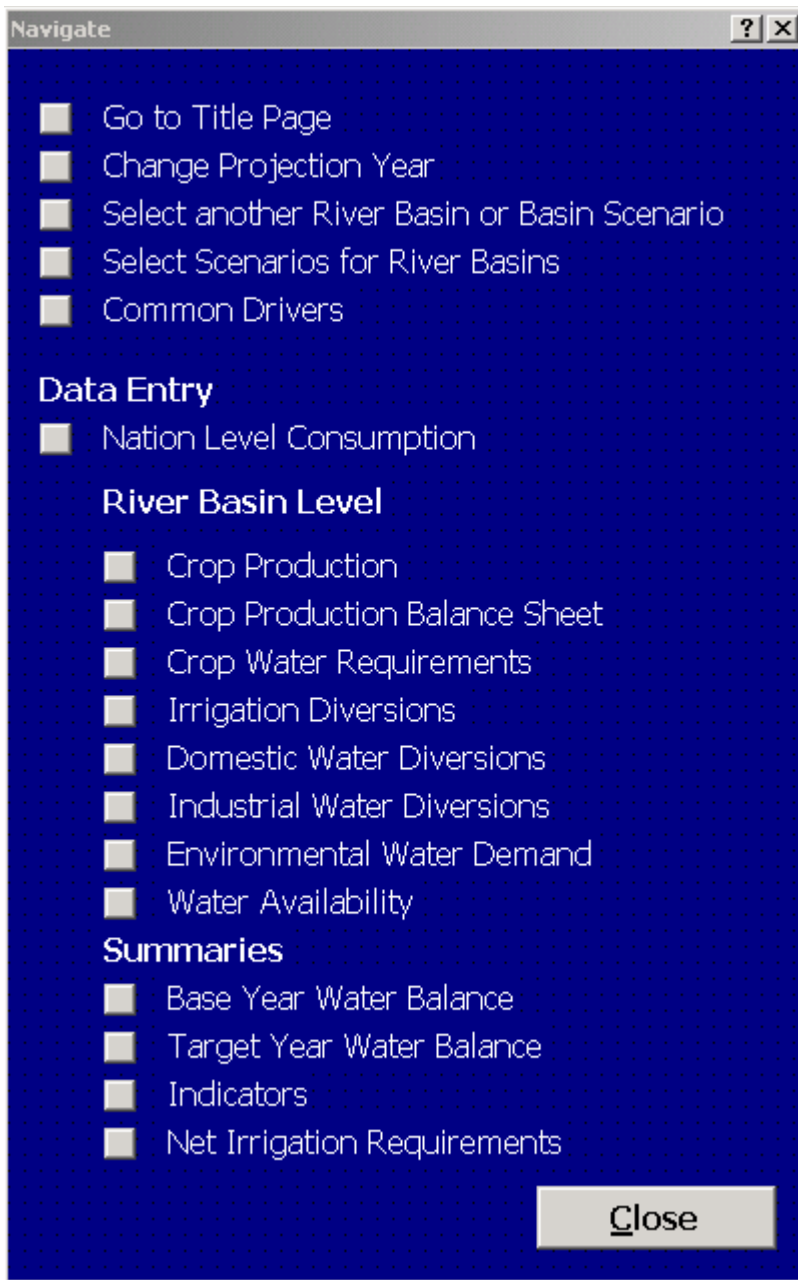 Navigate
Go to Title Page
Change Projection Year
Select another River Basin or Basin Scenario
Select Scenarios for River Basins
Common Drivers
Data Entry
Nation Level Consumption
River Basin Level
Crop Production
Crop Production Balance Sheet
Crop Water Requirements
Irrigation Diversions
Domestic Water Diversions
Industrial Water Diversions
Environmental Water Demand
Water Availability
Summaries
Base Year Water Balance
Target Year Water Balance
Indicators
Net Irrigation Requirements
Close